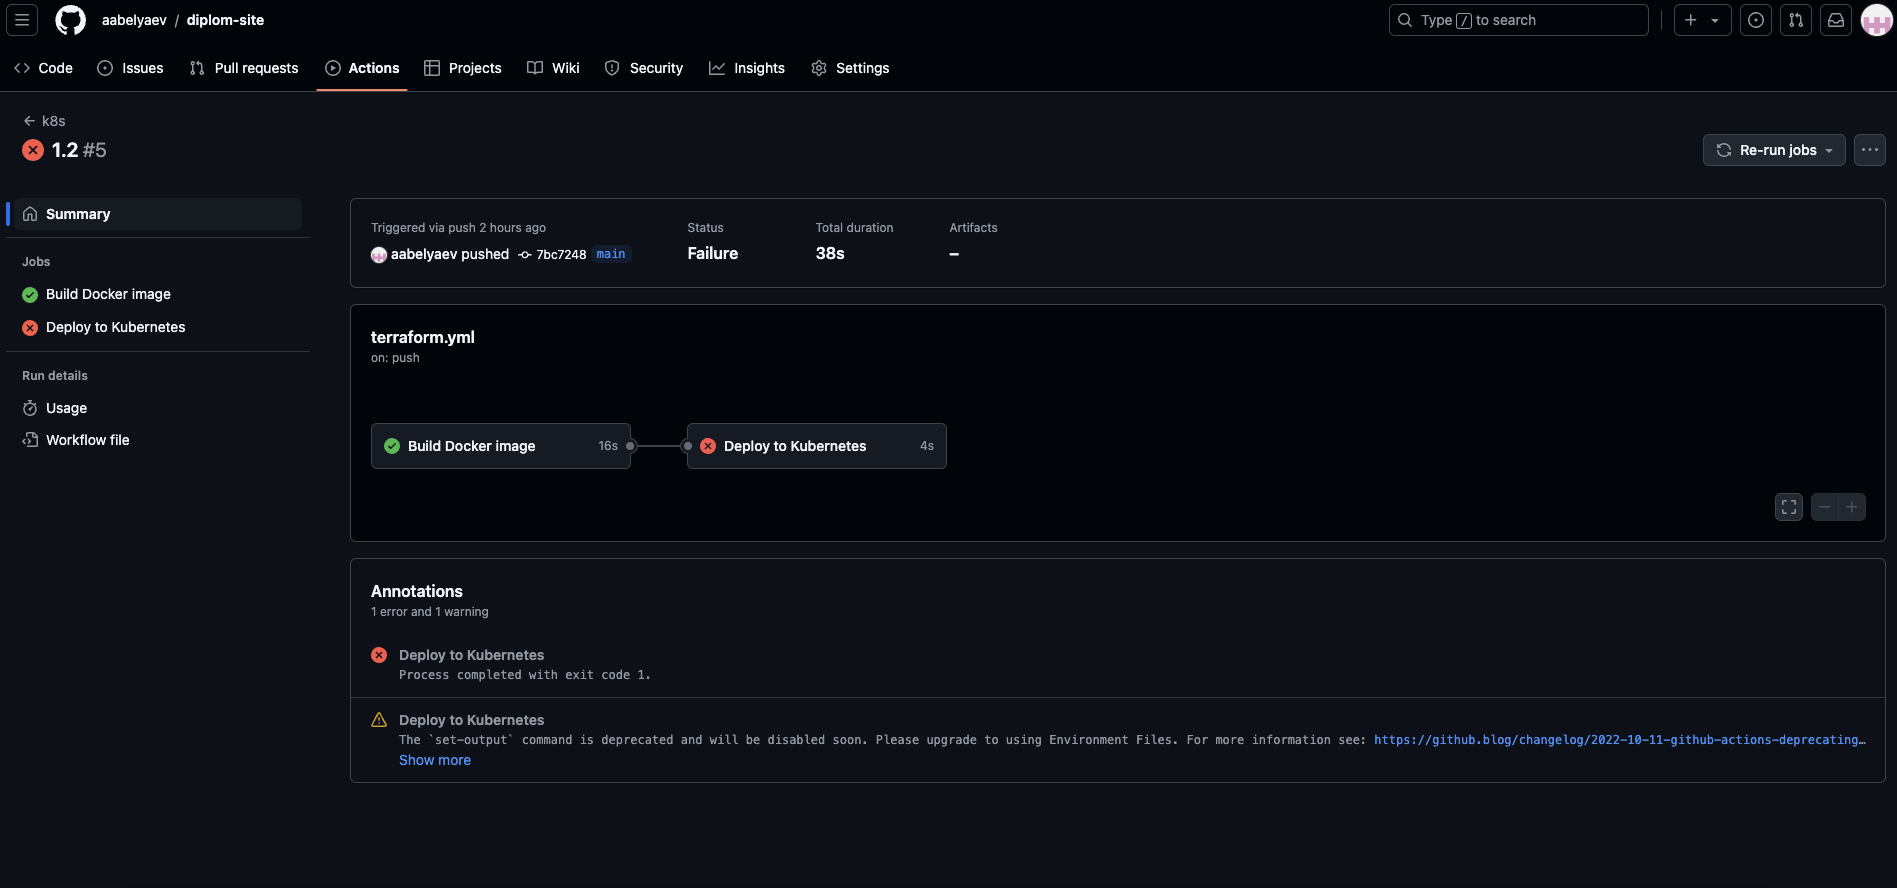 aabelyaev / diplom-site
Type / to search
Code Issues Pull requests Actions Projects Wiki Security Insights Settings
k8s
1.2 #5
Re-run jobs
Summary
Jobs
Build Docker image
Deploy to Kubernetes
Run details
Usage
Workflow file
Triggered via push 2 hours ago
aabelyaev pushed 7bc7248 main
Status
Failure
Total duration
38s
Artifacts
–
terraform.yml
on: push
Build Docker image 16s
Deploy to Kubernetes 4s
Annotations
1 error and 1 warning
Deploy to Kubernetes
Process completed with exit code 1.
Deploy to Kubernetes
The `set-output` command is deprecated and will be disabled soon. Please upgrade to using Environment Files. For more information see: https://github.blog/changelog/2022-10-11-github-actions-deprecating…
Show more